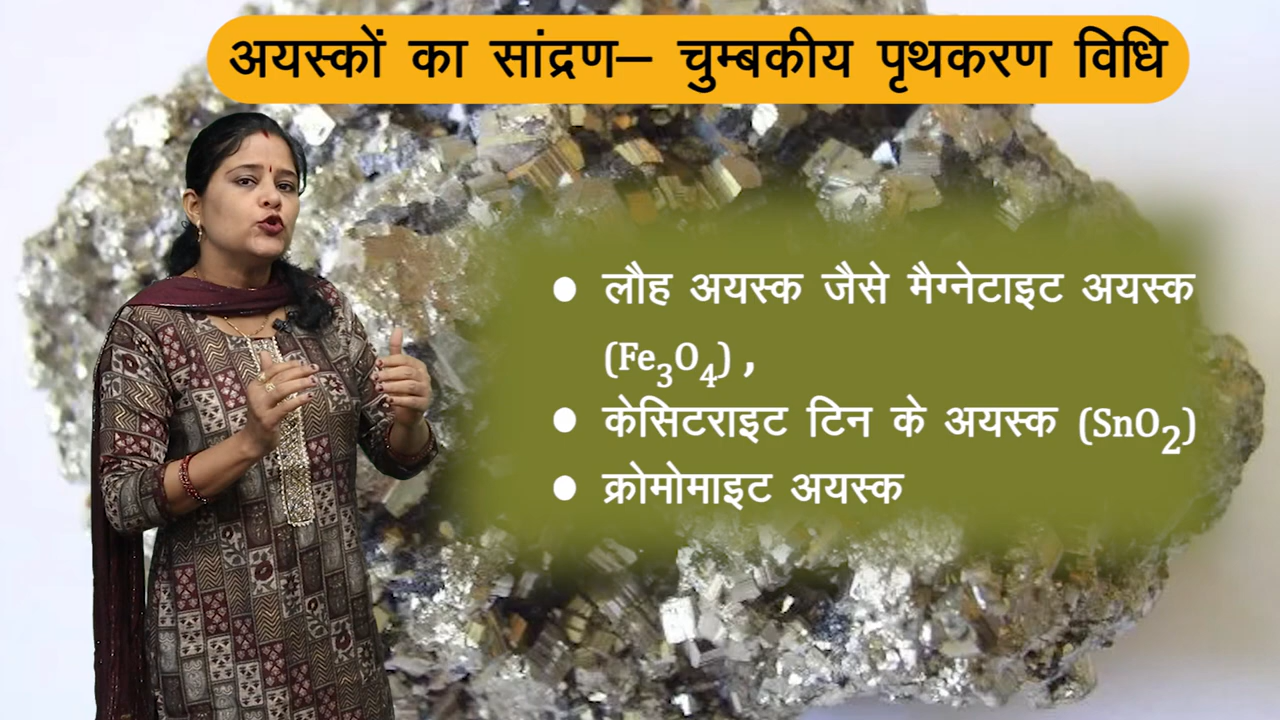 अयस्कों का सांद्रण– चुम्बकीय पृथकरण विधि
• लौह अयस्क जैसे मैग्नेटाइट अयस्क
(Fe₃O₄) ,
• केसिटराइट टिन के अयस्क (SnO₂)
• क्रोमोमाइट अयस्क